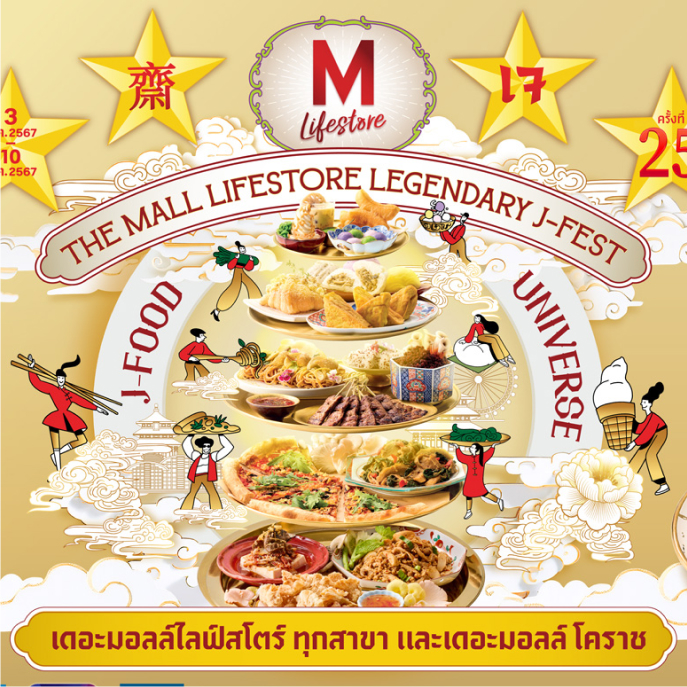 齋
M
Lifestore
เจ
3
ค.2567
10
ค.2567
ครั้งที่
25
THE MALL LIFESTORE LEGENDARY J-FEST
J-FOOD
UNIVERSE
เดอะมอลล์ไลฟ์สโตร์ ทุกสาขา และเดอะมอลล์ โคราช